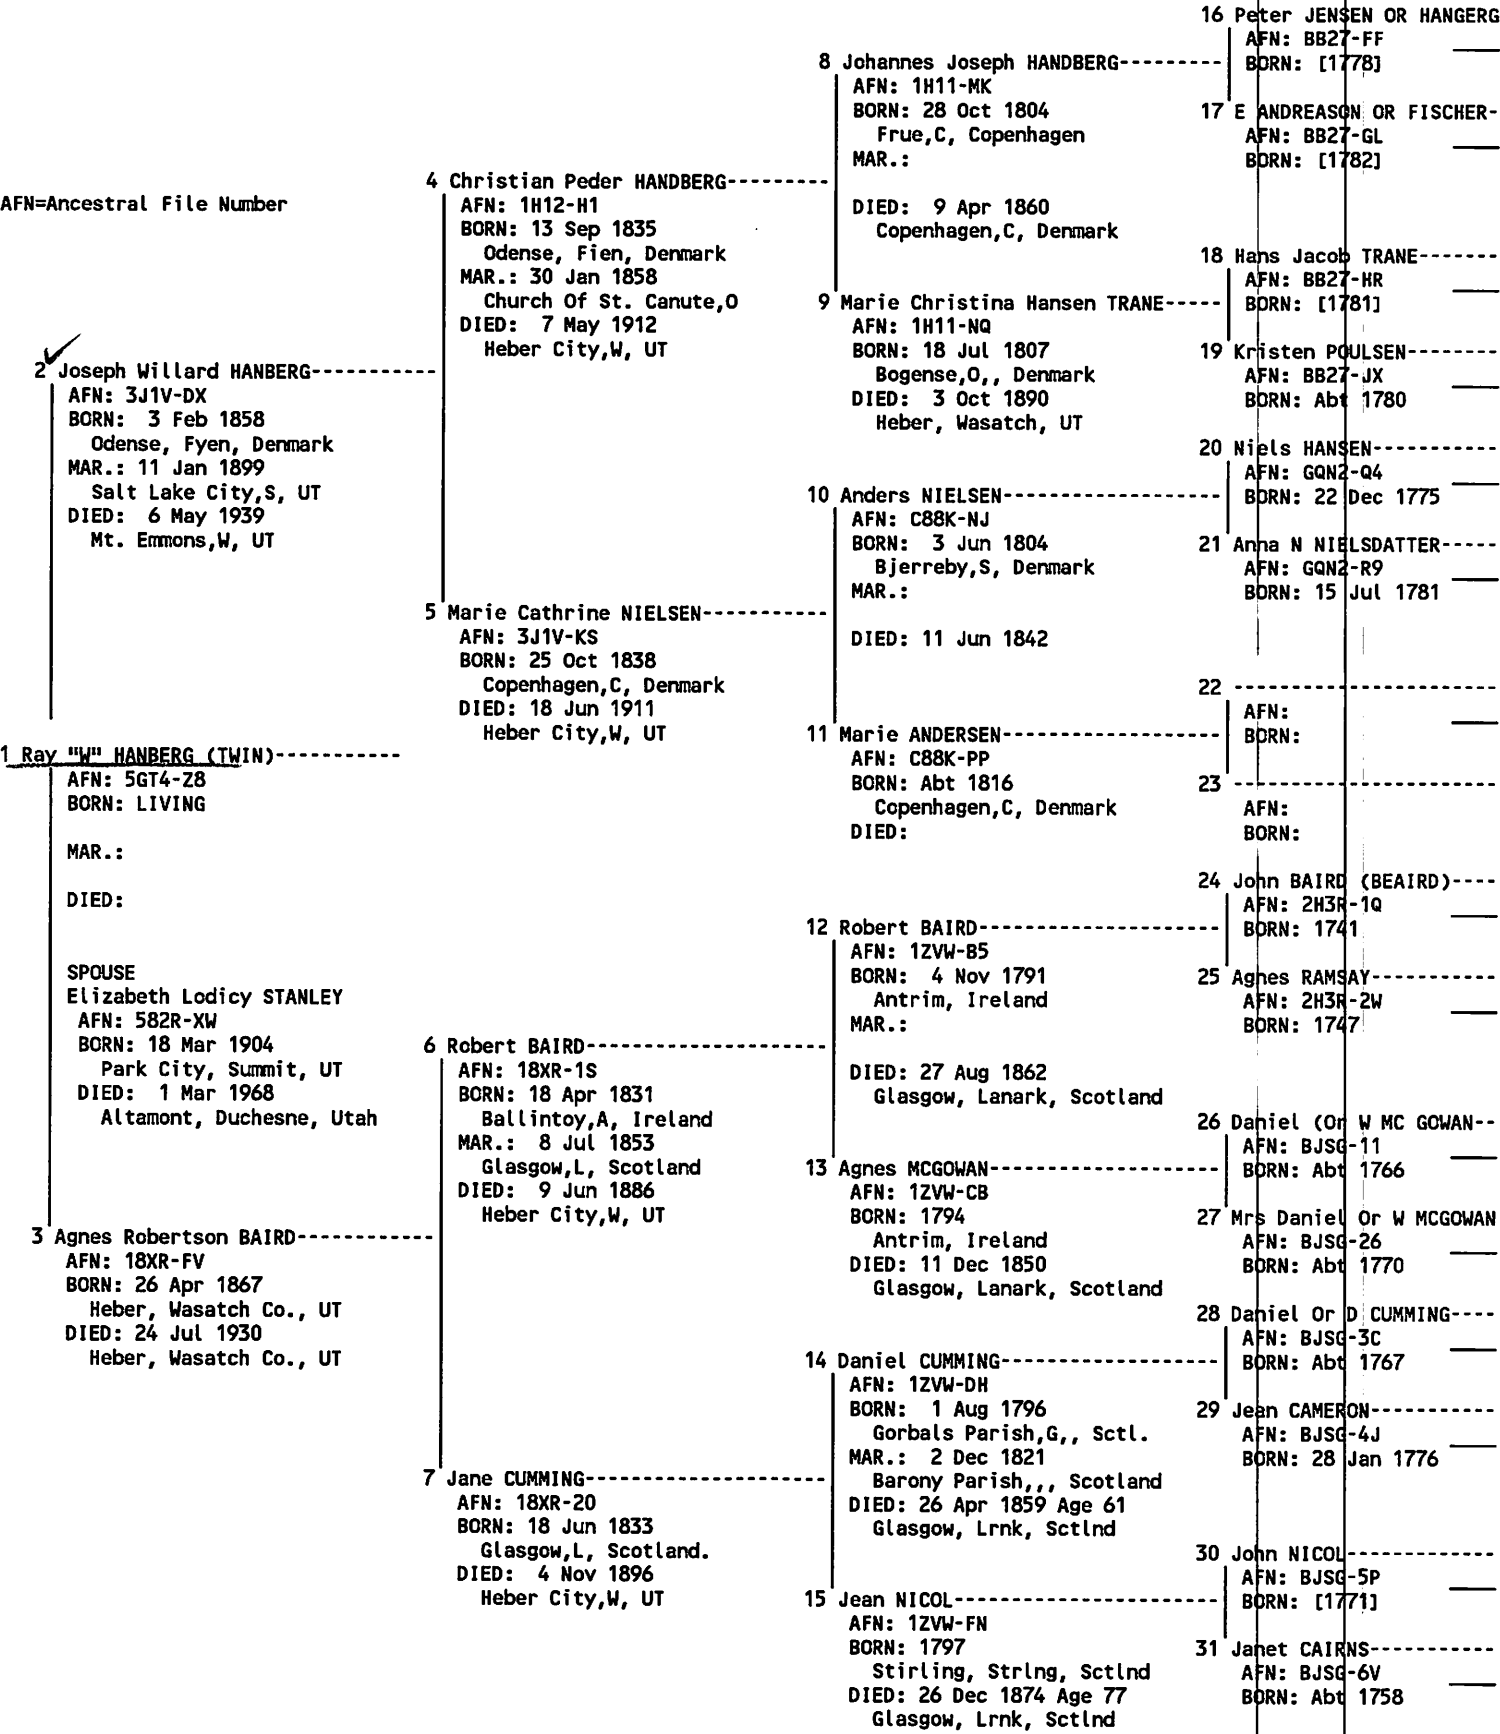 AFN=Ancestral File Number
1 Ray "W" HANBERG (TWIN)-----------
AFN: 5GT4-Z8
BORN: LIVING
MAR.:
DIED:
SPOUSE
Elizabeth Lodicy STANLEY
AFN: 582R-XW
BORN: 18 Mar 1904
Park City, Summit, UT
DIED:  1 Mar 1968
Altamont, Duchesne, Utah
2 Joseph Willard HANBERG-----------
AFN: 3J1V-DX
BORN:  3 Feb 1858
Odense, Fyen, Denmark
MAR.: 11 Jan 1899
Salt Lake City,S, UT
DIED:  6 May 1939
Mt. Emmons,W, UT
3 Agnes Robertson BAIRD------------
AFN: 18XR-FV
BORN: 26 Apr 1867
Heber, Wasatch Co., UT
DIED: 24 Jul 1930
Heber, Wasatch Co., UT
4 Christian Peder HANDBERG---------
AFN: 1H12-H1
BORN: 13 Sep 1835
Odense, Fien, Denmark
MAR.: 30 Jan 1858
Church Of St. Canute,O
DIED:  7 May 1912
Heber City,W, UT
5 Marie Cathrine NIELSEN-----------
AFN: 3J1V-KS
BORN: 25 Oct 1838
Copenhagen,C, Denmark
DIED: 18 Jun 1911
Heber City,W, UT
6 Robert BAIRD---------------------
AFN: 18XR-1S
BORN: 18 Apr 1831
Ballintoy,A, Ireland
MAR.:  8 Jul 1853
Glasgow,L, Scotland
DIED:  9 Jun 1886
Heber City,W, UT
7 Jane CUMMING---------------------
AFN: 18XR-20
BORN: 18 Jun 1833
Glasgow,L, Scotland.
DIED:  4 Nov 1896
Heber City,W, UT
8 Johannes Joseph HANDBERG---------
AFN: 1H11-MK
BORN: 28 Oct 1804
Frue,C, Copenhagen
MAR.:
DIED:  9 Apr 1860
Copenhagen,C, Denmark
9 Marie Christina Hansen TRANE-----
AFN: 1H11-NQ
BORN: 18 Jul 1807
Bogense,O,, Denmark
DIED:  3 Oct 1890
Heber, Wasatch, UT
10 Anders NIELSEN-------------------
AFN: C88K-NJ
BORN:  3 Jun 1804
Bjerreby,S, Denmark
MAR.:
DIED: 11 Jun 1842
11 Marie ANDERSEN-------------------
AFN: C88K-PP
BORN: Abt 1816
Copenhagen,C, Denmark
DIED:
12 Robert BAIRD---------------------
AFN: 1ZVW-B5
BORN:  4 Nov 1791
Antrim, Ireland
MAR.:
DIED: 27 Aug 1862
Glasgow, Lanark, Scotland
13 Agnes MCGOWAN--------------------
AFN: 1ZVW-CB
BORN: 1794
Antrim, Ireland
DIED: 11 Dec 1850
Glasgow, Lanark, Scotland
14 Daniel CUMMING-------------------
AFN: 1ZVW-DH
BORN:  1 Aug 1796
Gorbals Parish,G,, Sctl.
MAR.:  2 Dec 1821
Barony Parish,,, Scotland
DIED: 26 Apr 1859 Age 61
Glasgow, Lrnk, Sctlnd
15 Jean NICOL-----------------------
AFN: 1ZVW-FN
BORN: 1797
Stirling, Strlng, Sctlnd
DIED: 26 Dec 1874 Age 77
Glasgow, Lrnk, Sctlnd
16 Peter JENSEN OR HANGERG
AFN: BB27-FF
BORN: [1778]
17 E ANDREASON OR FISCHER-
AFN: BB27-GL
BORN: [1782]
18 Hans Jacob TRANE-------
AFN: BB27-HR
BORN: [1781]
19 Kristen POULSEN--------
AFN: BB27-JX
BORN: Abt 1780
20 Niels HANSEN-----------
AFN: GQN2-Q4
BORN: 22 Dec 1775
21 Anna N NIELSDATTER-----
AFN: GQN2-R9
BORN: 15 Jul 1781
22 -----------------------
AFN:
BORN:
23 -----------------------
AFN:
BORN:
24 John BAIRD (BEAIRD)----
AFN: 2H3R-1Q
BORN: 1741
25 Agnes RAMSAY-----------
AFN: 2H3R-2W
BORN: 1747
26 Daniel (Or W MC GOWAN--
AFN: BJSG-11
BORN: Abt 1766
27 Mrs Daniel Or W MCGOWAN
AFN: BJSG-26
BORN: Abt 1770
28 Daniel Or D CUMMING----
AFN: BJSG-3C
BORN: Abt 1767
29 Jean CAMERON-----------
AFN: BJSG-4J
BORN: 28 Jan 1776
30 John NICOL-------------
AFN: BJSG-5P
BORN: [1771]
31 Janet CAIRNS-----------
AFN: BJSG-6V
BORN: Abt 1758